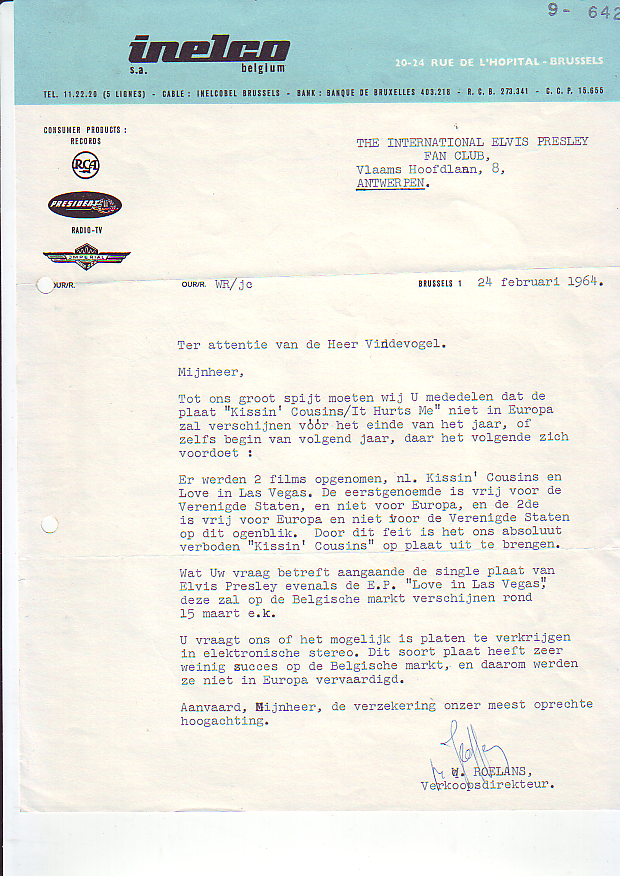 9- 642
inelco
s.a. belgium
20-24 RUE DE L'HOPITAL - BRUSSELS
TEL. 11.22.20 (5 LIGNES) - CABLE : INELCOBEL BRUSSELS - BANK : BANQUE DE BRUXELLES 403.218 - R. C. B. 273.341 - C. C. P. 15.655
CONSUMER PRODUCTS :
RECORDS
RCA
PRESIDENT
RADIO-TV
IMPERIAL
THE INTERNATIONAL ELVIS PRESLEY
FAN CLUB,
Vlaams Hoofdlaan, 8,
ANTWERPEN.
OUR/R.
OUR/R. WR/jc
BRUSSELS 1 24 februari 1964.
Ter attentie van de Heer Vindevogel.
Mijnheer,
Tot ons groot spijt moeten wij U mededelen dat de
plaat "Kissin' Cousins/It Hurts Me" niet in Europa
zal verschijnen vóór het einde van het jaar, of
zelfs begin van volgend jaar, daar het volgende zich
voordoet :
Er werden 2 films opgenomen, nl. Kissin' Cousins en
Love in Las Vegas. De eerstgenoemde is vrij voor de
Verenigde Staten, en niet voor Europa, en de 2de
is vrij voor Europa en niet voor de Verenigde Staten
op dit ogenblik. Door dit feit is het ons absoluut
verboden "Kissin' Cousins" op plaat uit te brengen.
Wat Uw vraag betreft aangaande de single plaat van
Elvis Presley evenals de E.P. "Love in Las Vegas",
deze zal op de Belgische markt verschijnen rond
15 maart e.k.
U vraagt ons of het mogelijk is platen te verkrijgen
in elektronische stereo. Dit soort plaat heeft zeer
weinig succes op de Belgische markt, en daarom werden
ze niet in Europa vervaardigd.
Aanvaard, Mijnheer, de verzekering onzer meest oprechte
hoogachting.
W. ROELANS,
Verkoopsdirekteur.